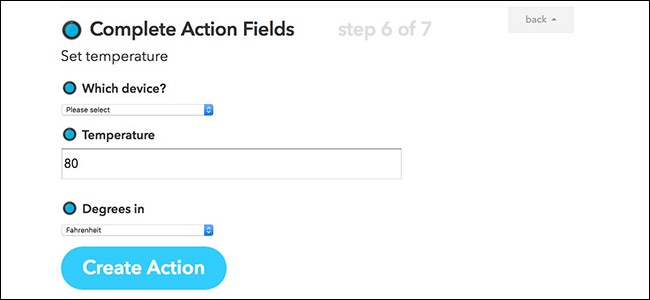 Complete Action Fields step 6 of 7 back
Set temperature
Which device?
Please select
Temperature
80
Degrees in
Fahrenheit
Create Action